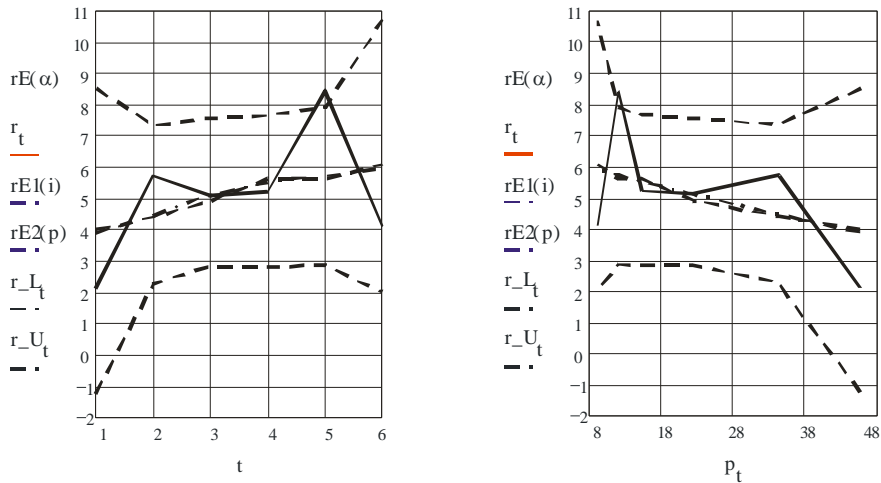 11
10
9
8
7
6
5
4
3
2
1
0
−1
−2
rE(α)
r_t
rE1(i)
rE2(p)
r_L_t
r_U_t
1 2 3 4 5 6
t
11
10
9
8
7
6
5
4
3
2
1
0
−1
−2
rE(α)
r_t
rE1(i)
rE2(p)
r_L_t
r_U_t
8 18 28 38 48
p_t